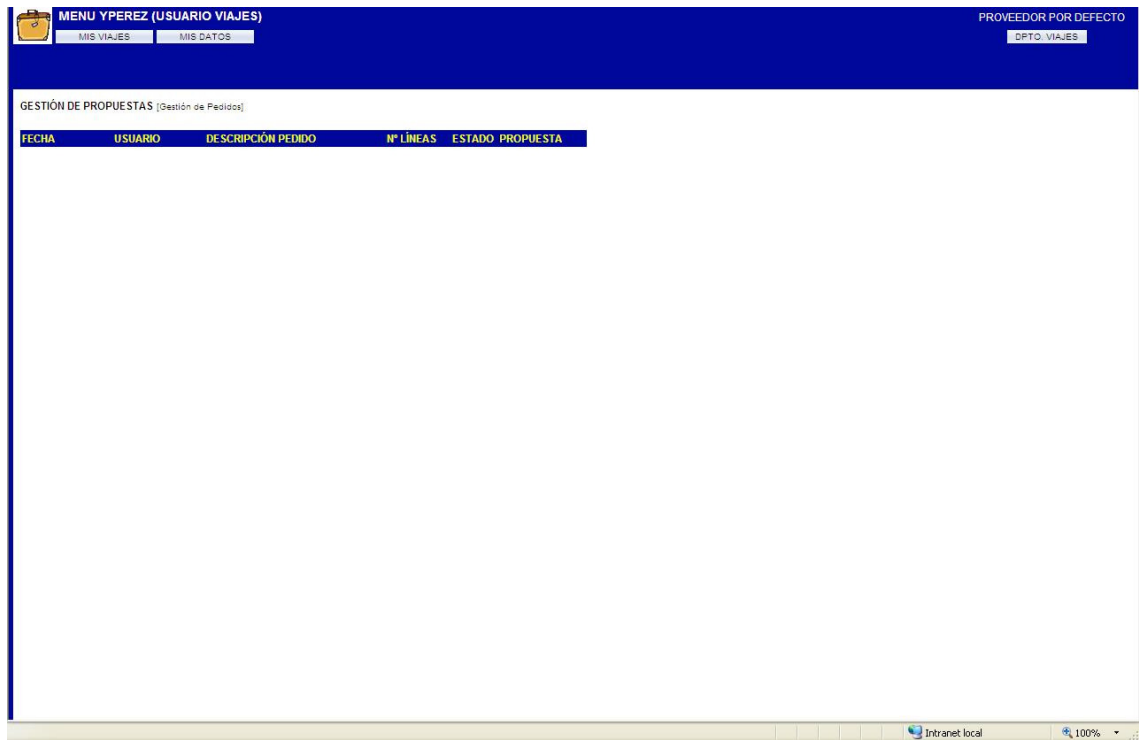 MENU YPEREZ (USUARIO VIAJES)
PROVEEDOR POR DEFECTO
MIS VIAJES MIS DATOS
DPTO. VIAJES
GESTIÓN DE PROPUESTAS [Gestión de Pedidos]
FECHA USUARIO DESCRIPCIÓN PEDIDO Nº LÍNEAS ESTADO PROPUESTA
Intranet local 100%